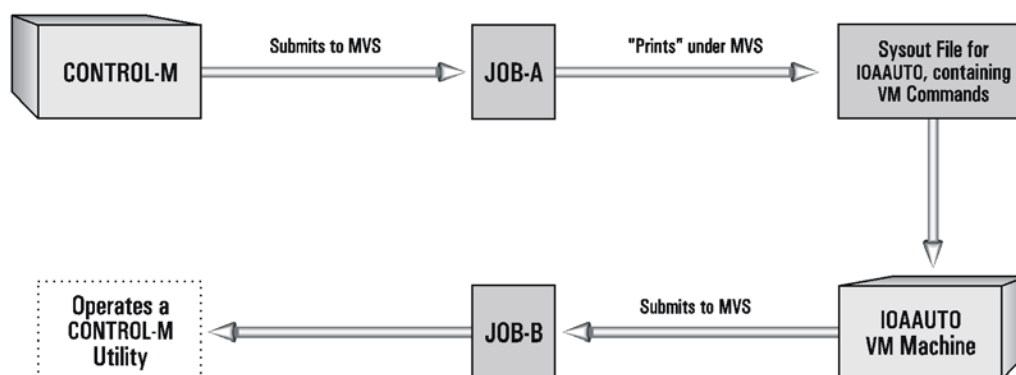 CONTROL-M
Submits to MVS
JOB-A
"Prints" under MVS
Sysout File for
IOAAUTO, containing
VM Commands
Operates a
CONTROL-M
Utility
JOB-B
Submits to MVS
IOAAUTO
VM Machine